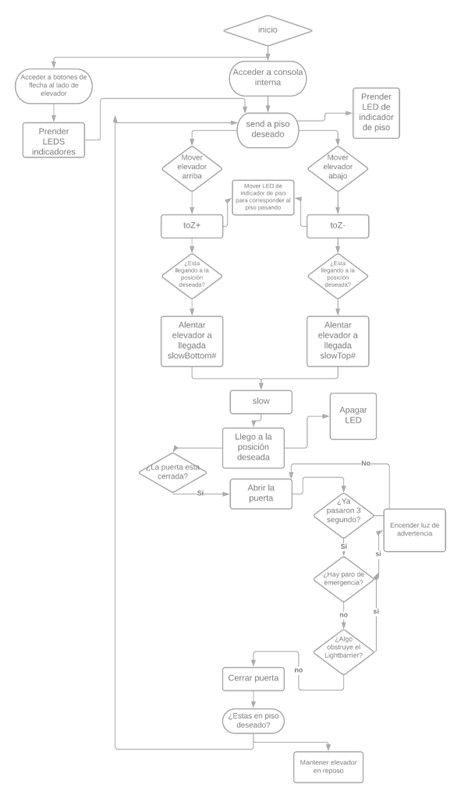 inicio
Acceder a botones de
flecha al lado de
elevador
Acceder a consola
interna
Prender
LED de
indicador
de piso
Prender
LEDS
indicadores
send a piso
deseado
Mover
elevador
arriba
Mover
elevador
abajo
Mover LED de
indicador de piso
para corresponder al
piso pasando
toZ+
toZ-
¿Esta
llegando a la
posición
deseada?
¿Esta
llegando a la
posición
deseada?
Alentar
elevador a
llegada
slowBottom#
Alentar
elevador a
llegada
slowTop#
slow
Apagar
LED
Llego a la
posición
deseada
¿La puerta esta
cerrada?
No
Si
Abrir la
puerta
¿Ya
pasaron 3
segundo?
Encender luz de
advertencia
Si
si
¿Hay paro de
emergencia?
no
si
¿Algo
obstruye el
Lightbarrier?
no
Cerrar puerta
¿Estas en piso
deseado?
Mantener elevador
en reposo